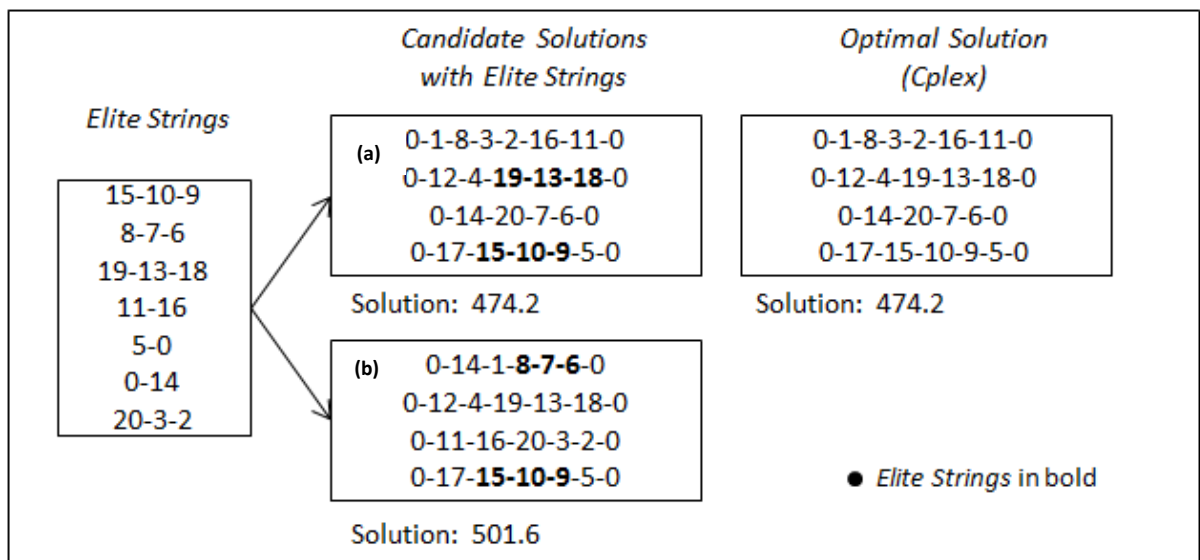 Elite Strings
15-10-9
8-7-6
19-13-18
11-16
5-0
0-14
20-3-2
Candidate Solutions
with Elite Strings
(a)
0-1-8-3-2-16-11-0
0-12-4-19-13-18-0
0-14-20-7-6-0
0-17-15-10-9-5-0
Solution: 474.2
(b)
0-14-1-8-7-6-0
0-12-4-19-13-18-0
0-11-16-20-3-2-0
0-17-15-10-9-5-0
Solution: 501.6
Optimal Solution
(Cplex)
0-1-8-3-2-16-11-0
0-12-4-19-13-18-0
0-14-20-7-6-0
0-17-15-10-9-5-0
Solution: 474.2
● Elite Strings in bold